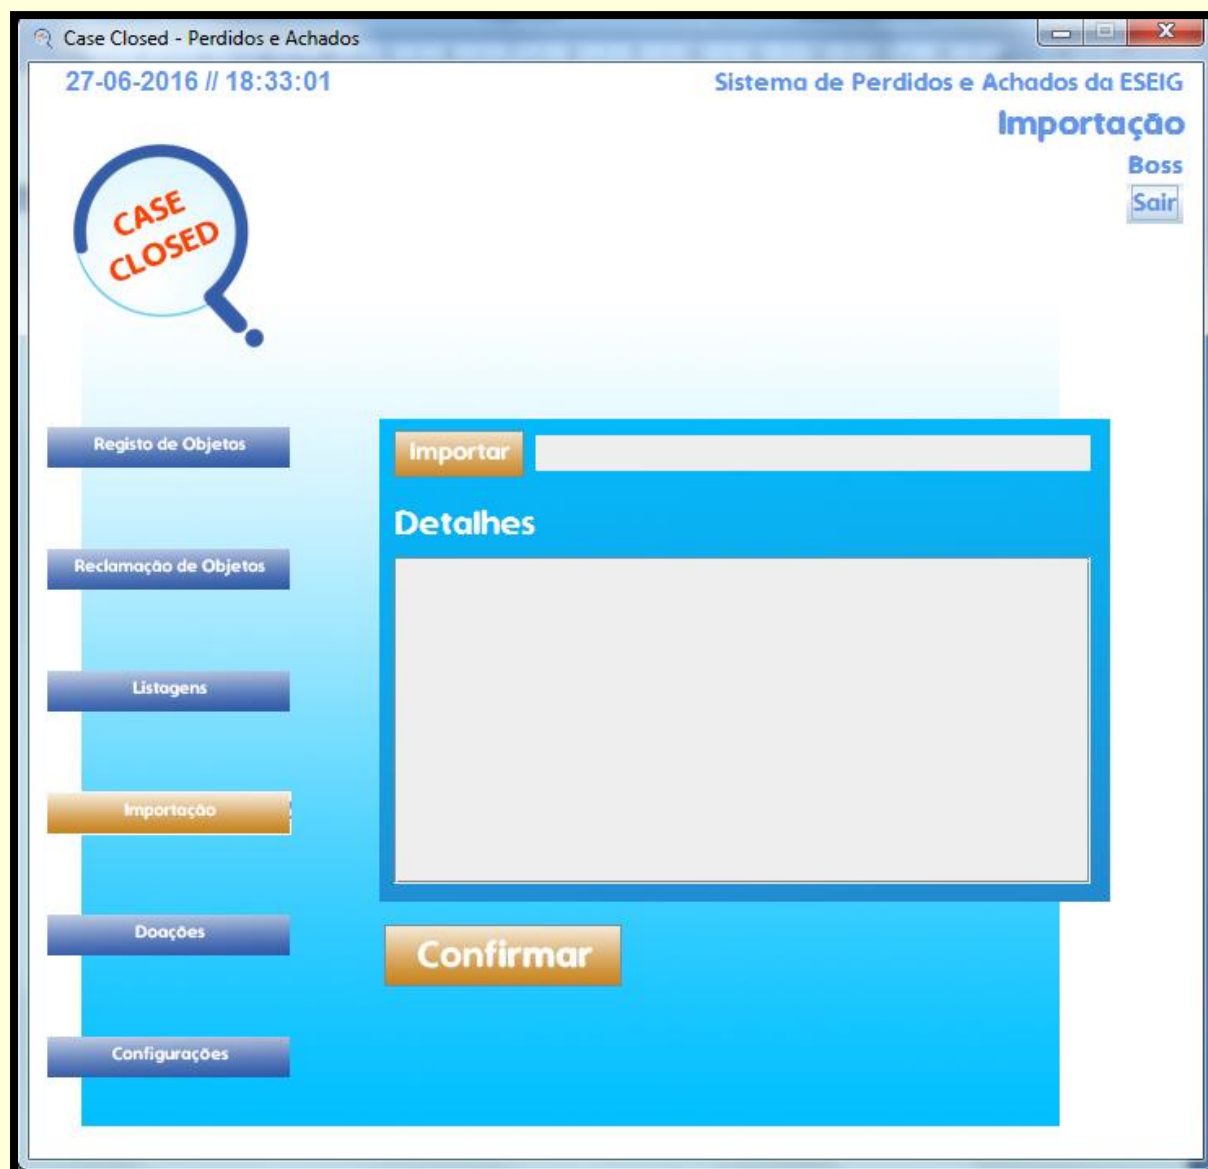 Case Closed - Perdidos e Achados
27-06-2016 // 18:33:01
Sistema de Perdidos e Achados da ESEIG
Importação
Boss
Sair
CASE
CLOSED
Registo de Objetos
Reclamação de Objetos
Listagens
Importação
Doações
Configurações
Importar
Detalhes
Confirmar